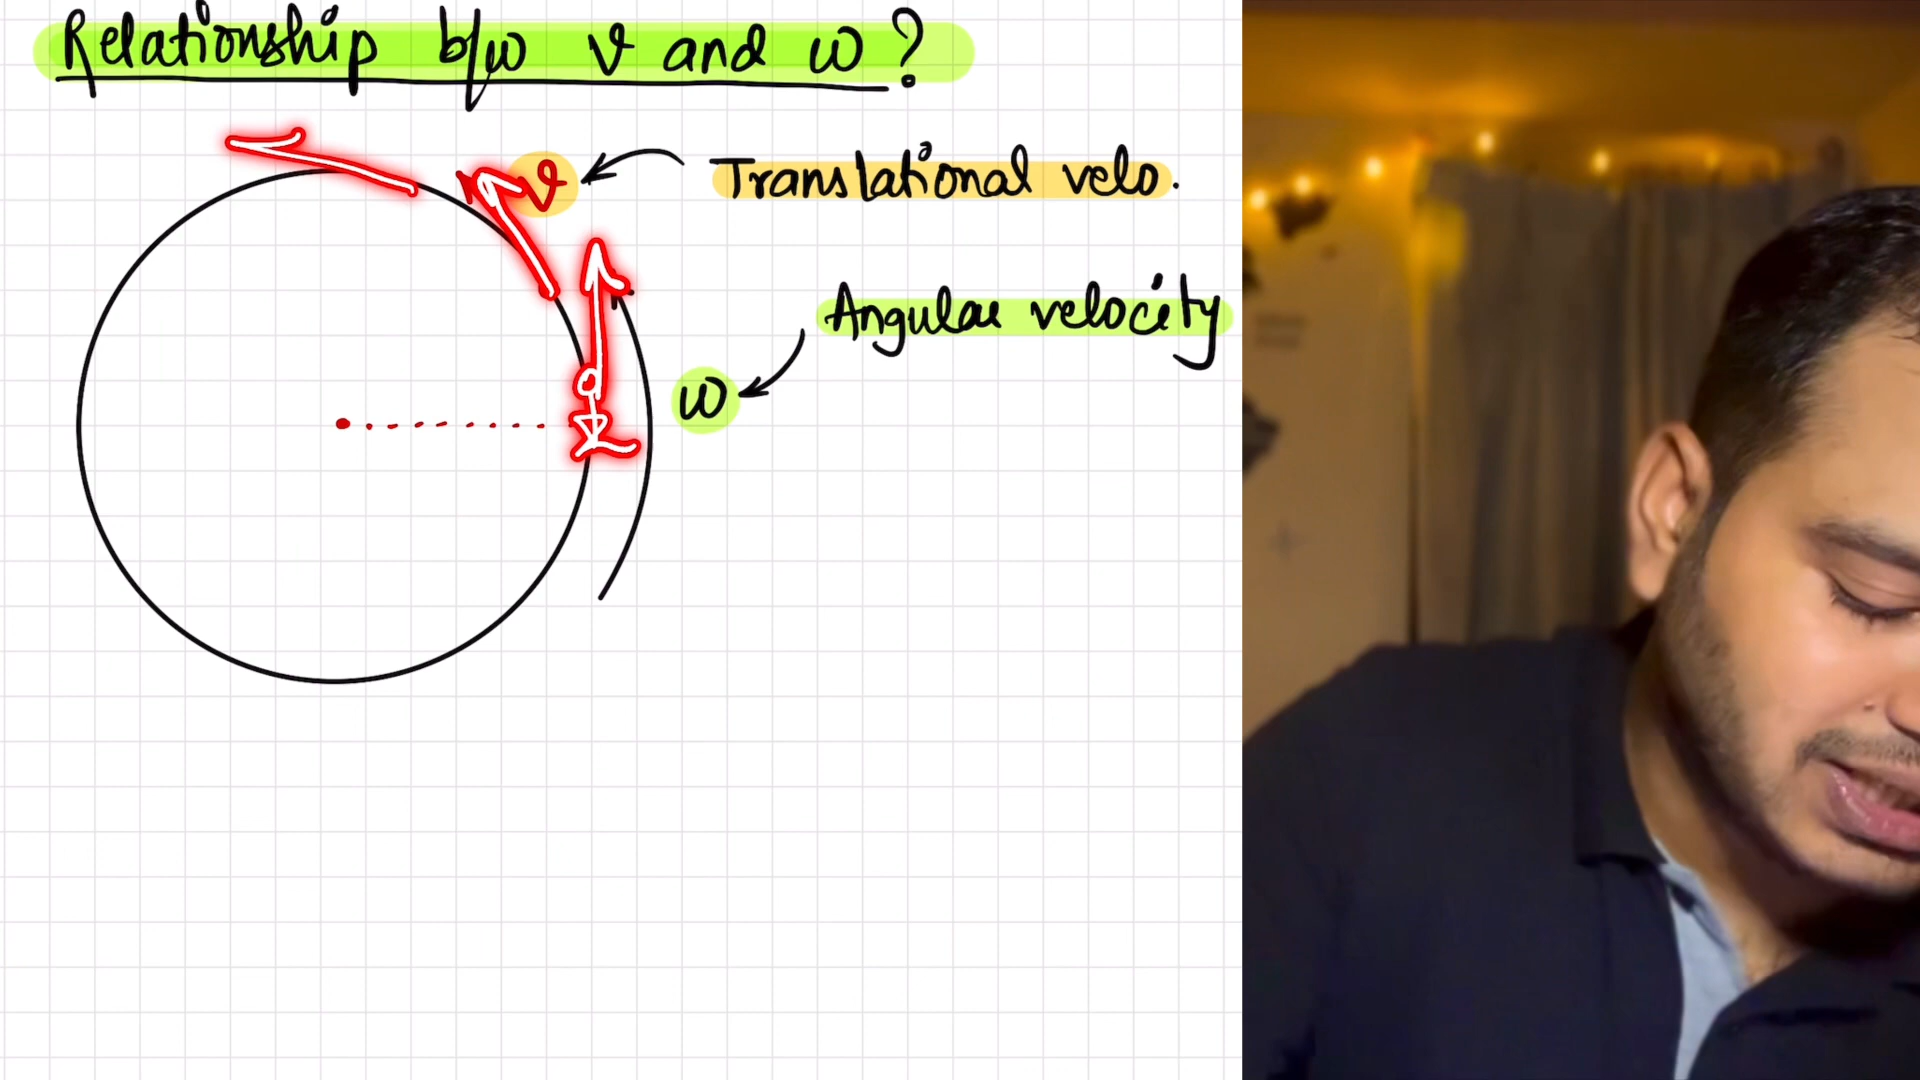 Relationship b/w v and ω?
v
Translational velo.
Angular velocity
ω